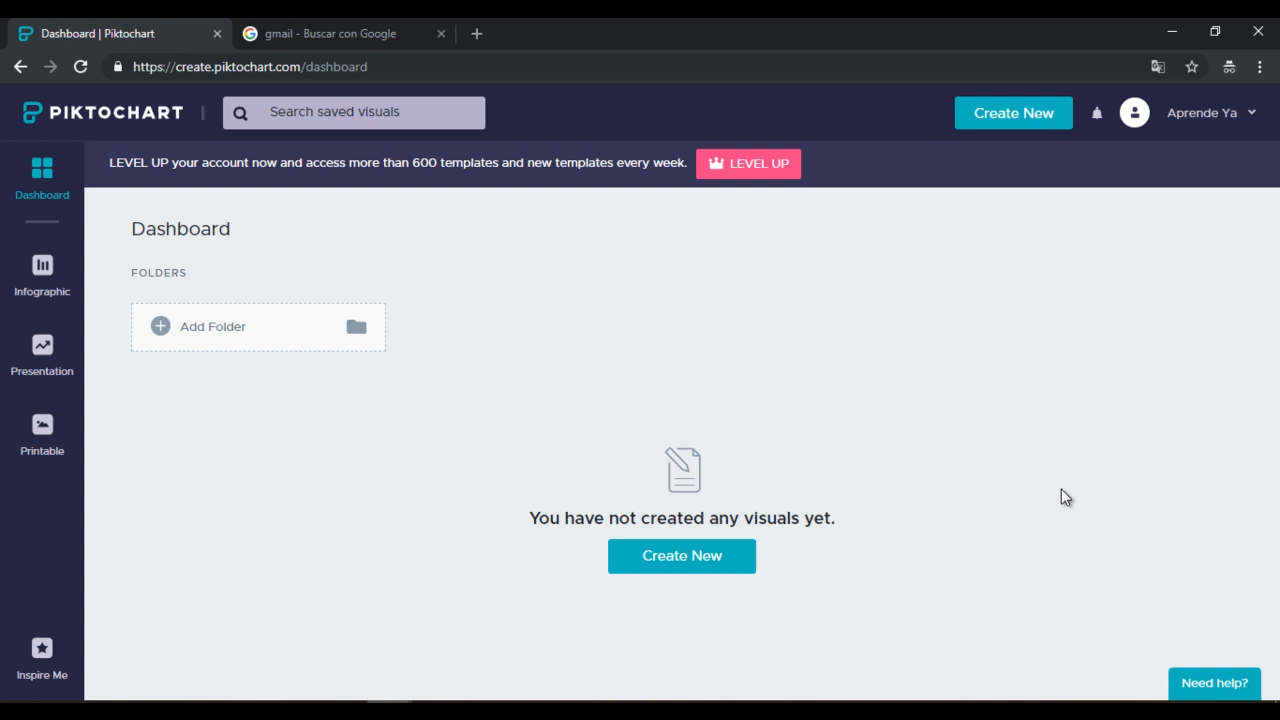 Dashboard | Piktochart
gmail - Buscar con Google
https://create.piktochart.com/dashboard
PIKTOCHART
Search saved visuals
Create New
Aprende Ya
LEVEL UP your account now and access more than 600 templates and new templates every week.
LEVEL UP
Dashboard
Infographic
Presentation
Printable
Inspire Me
Dashboard
FOLDERS
Add Folder
You have not created any visuals yet.
Create New
Need help?